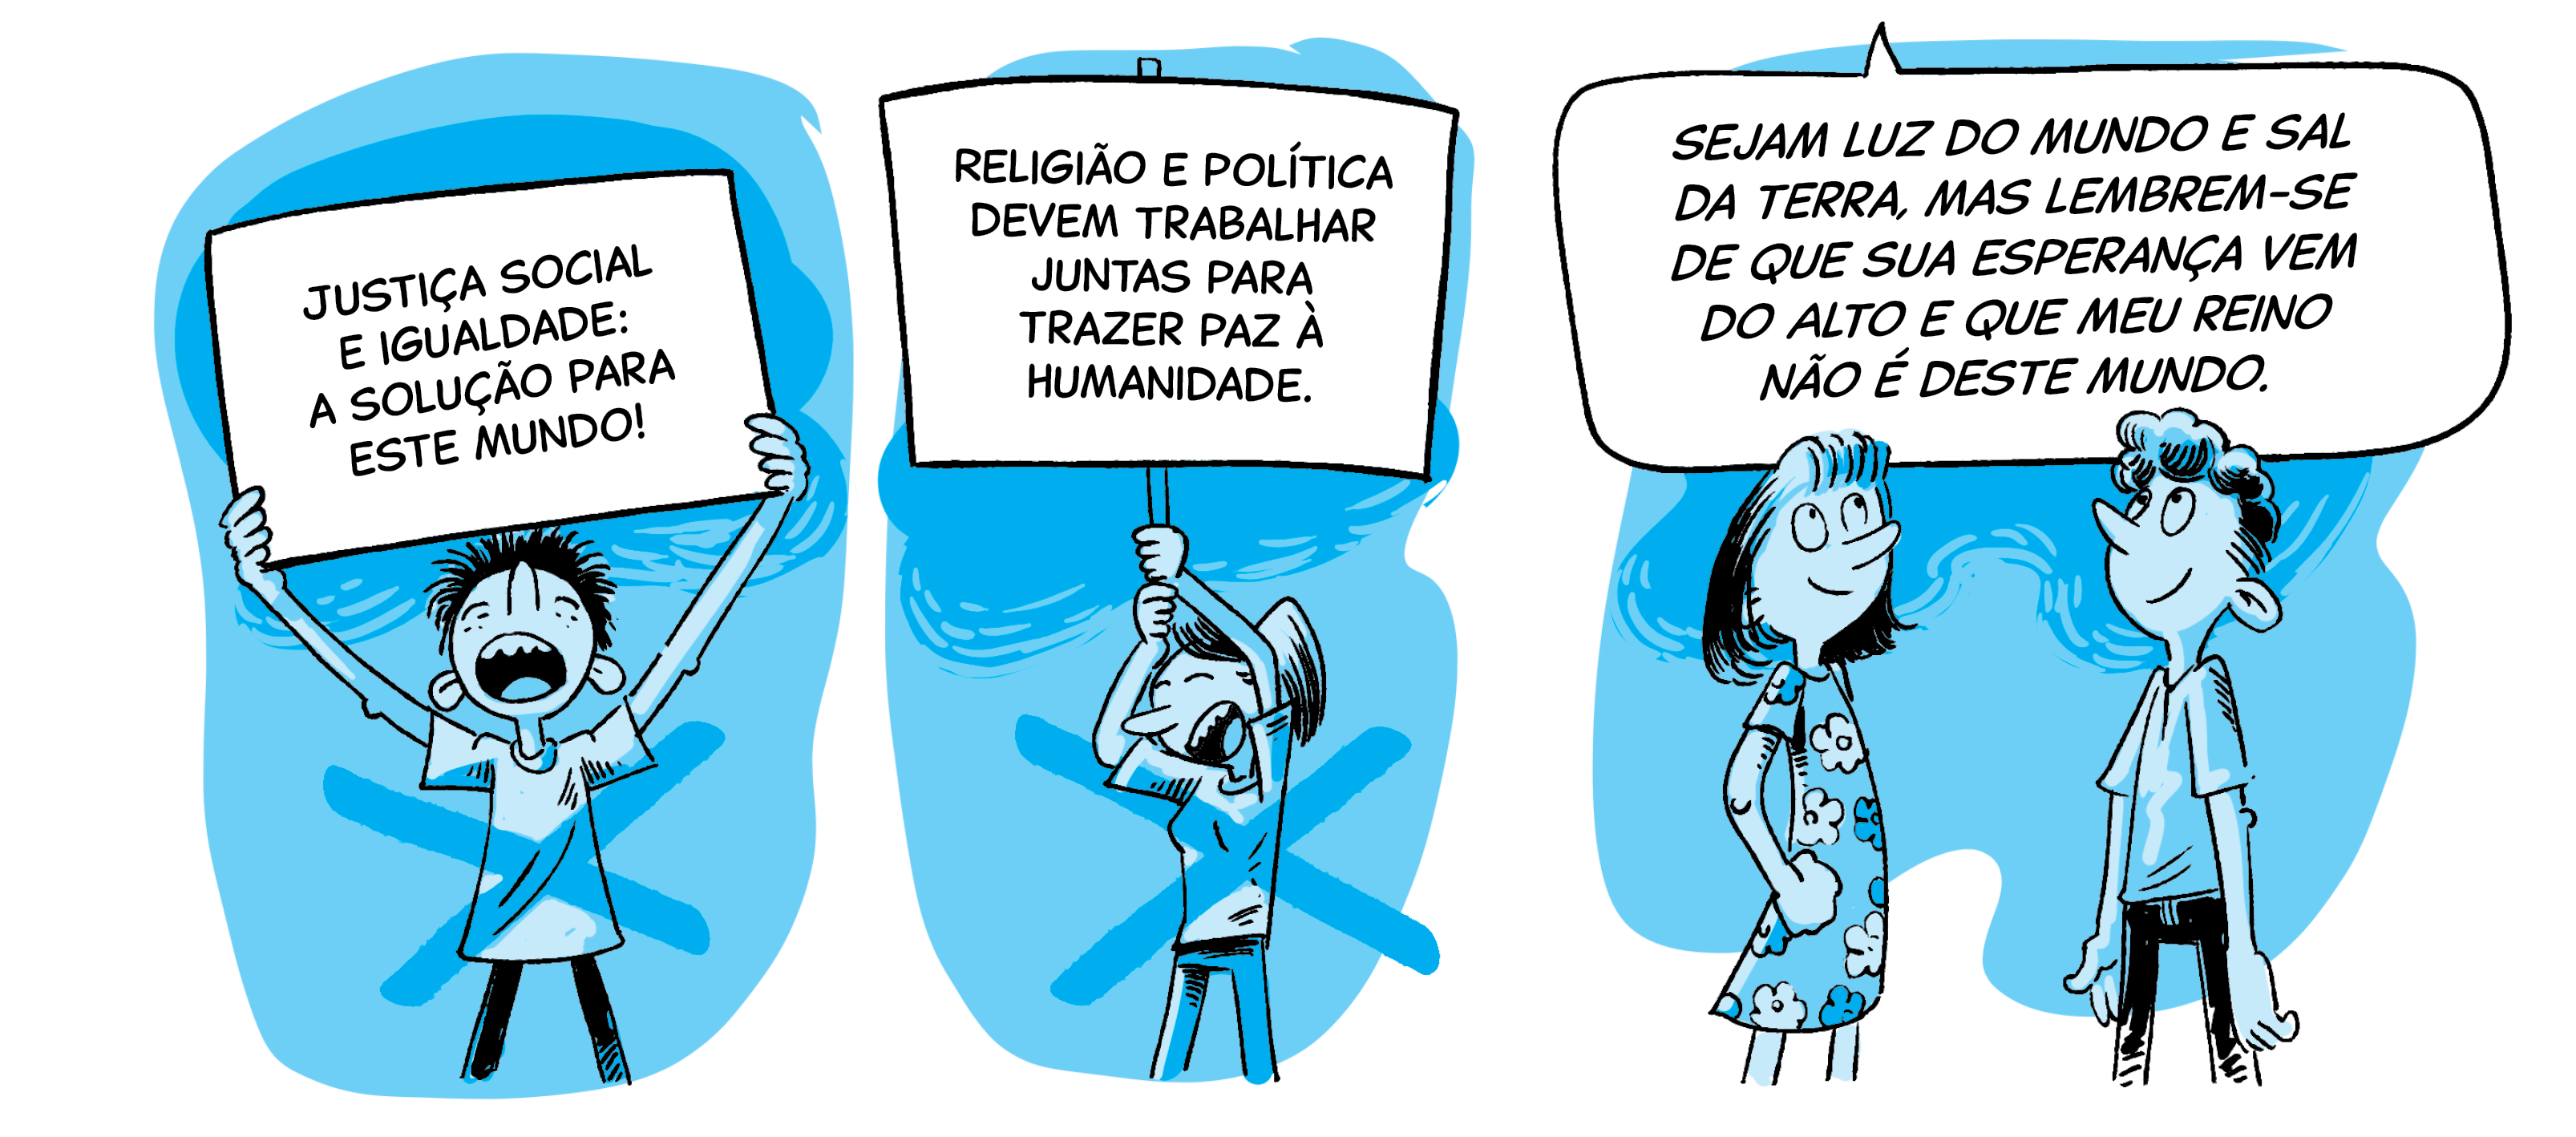 JUSTIÇA SOCIAL
E IGUALDADE:
A SOLUÇÃO PARA
ESTE MUNDO!
RELIGIÃO E POLÍTICA
DEVEM TRABALHAR
JUNTAS PARA
TRAZER PAZ À
HUMANIDADE.
SEJAM LUZ DO MUNDO E SAL
DA TERRA, MAS LEMBREM-SE
DE QUE SUA ESPERANÇA VEM
DO ALTO E QUE MEU REINO
NÃO É DESTE MUNDO.